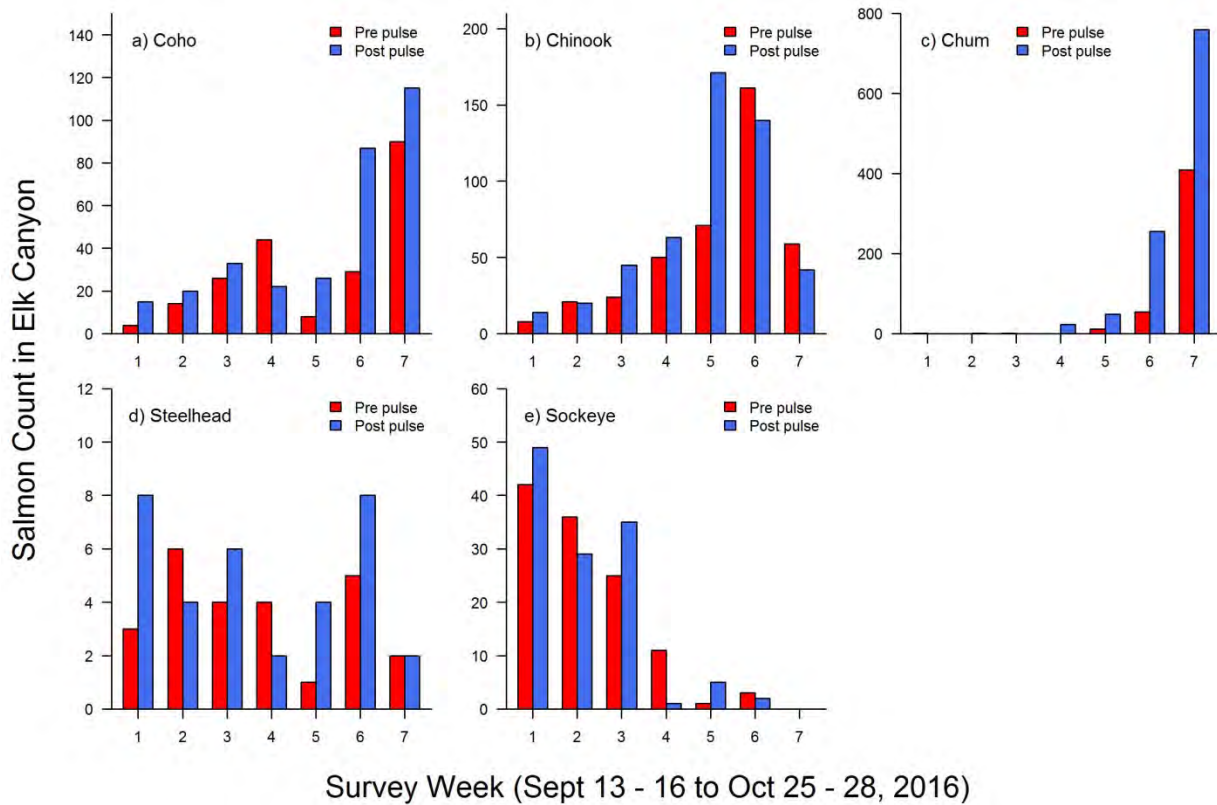 Salmon Count in Elk Canyon
a) Coho
Pre pulse
Post pulse
140
120
100
80
60
40
20
0
1 2 3 4 5 6 7
b) Chinook
Pre pulse
Post pulse
200
150
100
50
0
1 2 3 4 5 6 7
c) Chum
Pre pulse
Post pulse
800
600
400
200
0
1 2 3 4 5 6 7
d) Steelhead
Pre pulse
Post pulse
12
10
8
6
4
2
0
1 2 3 4 5 6 7
e) Sockeye
Pre pulse
Post pulse
60
50
40
30
20
10
0
1 2 3 4 5 6 7
Survey Week (Sept 13 - 16 to Oct 25 - 28, 2016)